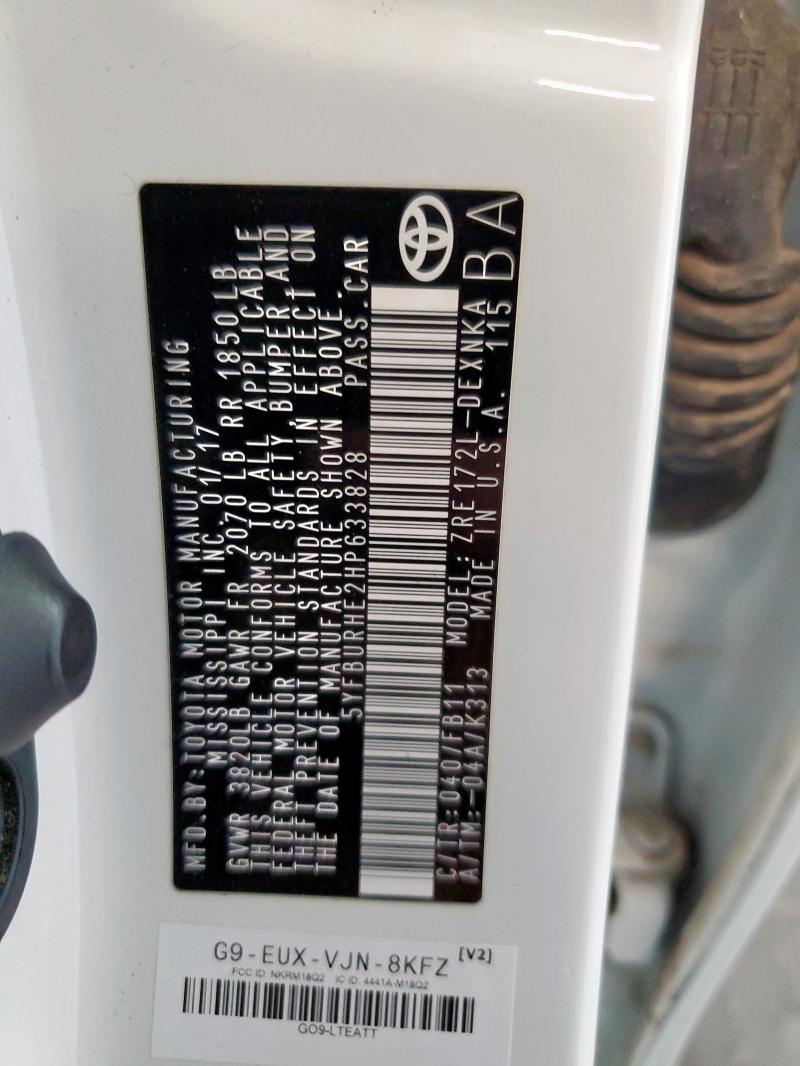 MFD.BY:TOYOTA MOTOR MANUFACTURING
MISSISSIPPI INC. 01/17
GVWR 3820LB GAWR FR 2070 LB RR 1850LB
THIS VEHICLE CONFORMS TO ALL APPLICABLE
FEDERAL MOTOR VEHICLE SAFETY, BUMPER, AND
THEFT PREVENTION STANDARDS IN EFFECT ON
THE DATE OF MANUFACTURE SHOWN ABOVE.
5YFBURHE2HP633828 PASS.CAR
C/TR:040/FB11 MODEL:ZRE172L-DEXNKA
A/TM:-04A/K313 MADE IN U.S.A. 115 BA
G9-EUX-VJN-8KFZ [V2]
FCC ID: NKRM18Q2 IC ID: 4441A-M18Q2
GO9-LTEATT